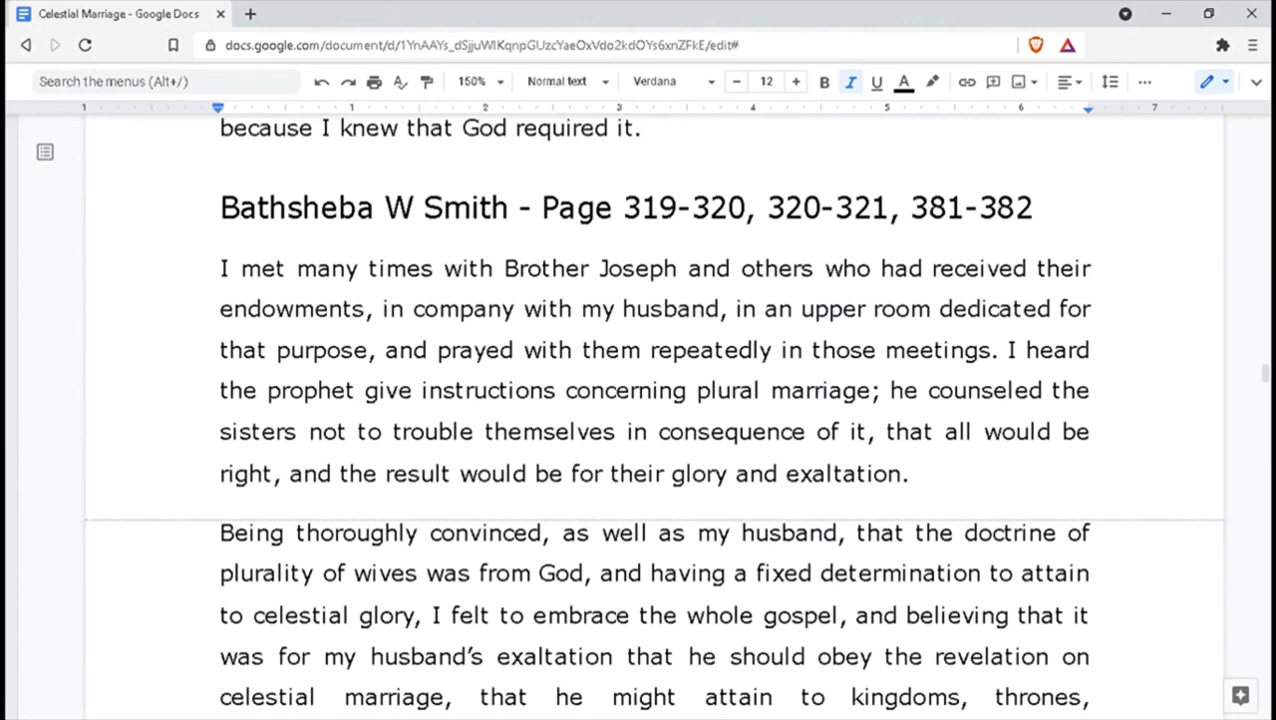 Celestial Marriage - Google Docs
docs.google.com/document/d/1YnAAYs_dSjjuWIKqnpGUzcYaeOxVdo2kdOYs6xnZFkE/edit#
Search the menus (Alt+/)
150%
Normal text
Verdana
12
B
I
U
A
1 1 2 3 4 5 6 7
because I knew that God required it.
Bathsheba W Smith - Page 319-320, 320-321, 381-382
I met many times with Brother Joseph and others who had received their
endowments, in company with my husband, in an upper room dedicated for
that purpose, and prayed with them repeatedly in those meetings. I heard
the prophet give instructions concerning plural marriage; he counseled the
sisters not to trouble themselves in consequence of it, that all would be
right, and the result would be for their glory and exaltation.
Being thoroughly convinced, as well as my husband, that the doctrine of
plurality of wives was from God, and having a fixed determination to attain
to celestial glory, I felt to embrace the whole gospel, and believing that it
was for my husband’s exaltation that he should obey the revelation on
celestial marriage, that he might attain to kingdoms, thrones,